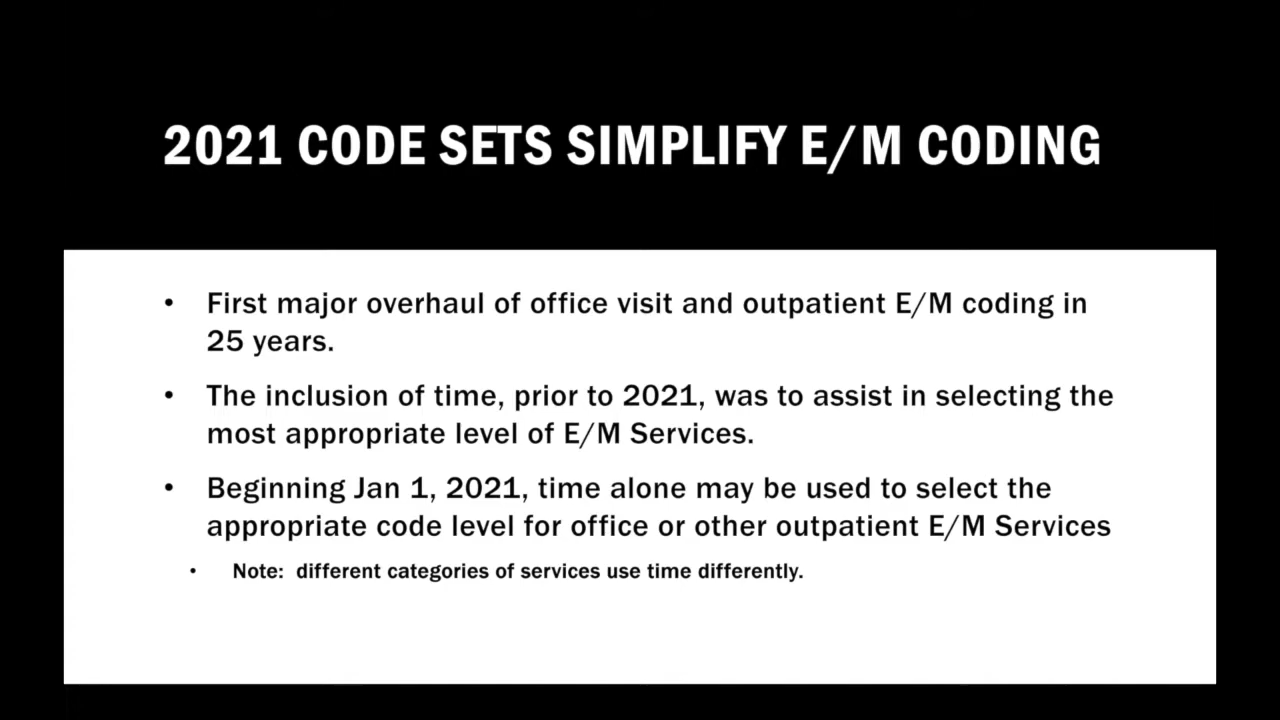 2021 CODE SETS SIMPLIFY E/M CODING
• First major overhaul of office visit and outpatient E/M coding in
25 years.
• The inclusion of time, prior to 2021, was to assist in selecting the
most appropriate level of E/M Services.
• Beginning Jan 1, 2021, time alone may be used to select the
appropriate code level for office or other outpatient E/M Services
• Note: different categories of services use time differently.